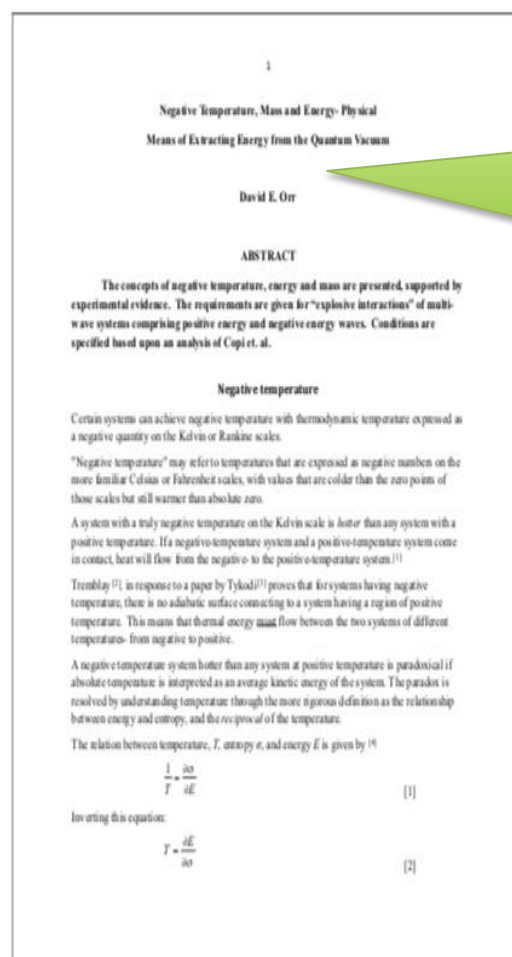 1
Negative Temperature, Mass and Energy- Physical
Means of Extracting Energy from the Quantum Vacuum
David E. Orr
ABSTRACT
The concepts of negative temperature, energy and mass are presented, supported by
experimental evidence. The requirements are given for “explosive interactions” of multi-
wave systems comprising positive energy and negative energy waves. Conditions are
specified based upon an analysis of Copi et. al.
Negative temperature
Certain systems can achieve negative temperature with thermodynamic temperature expressed as
a negative quantity on the Kelvin or Rankine scales.
"Negative temperature" may refer to temperatures that are expressed as negative numbers on the
more familiar Celsius or Fahrenheit scales, with values that are colder than the zero points of
those scales but still warmer than absolute zero.
A system with a truly negative temperature on the Kelvin scale is hotter than any system with a
positive temperature. If a negative-temperature system and a positive-temperature system come
in contact, heat will flow from the negative- to the positive-temperature system.[1]
Tremblay [2], in response to a paper by Tykodi[3] proves that for systems having negative
temperature, there is no adiabatic surface connecting to a system having a region of positive
temperature. This means that thermal energy must flow between the two systems of different
temperatures- from negative to positive.
A negative temperature system hotter than any system at positive temperature is paradoxical if
absolute temperature is interpreted as an average kinetic energy of the system. The paradox is
resolved by understanding temperature through the more rigorous definition as the relationship
between energy and entropy, and the reciprocal of the temperature.
The relation between temperature, T, entropy σ, and energy E is given by [4]
1/T = ∂σ/∂E [1]
Inverting this equation:
T = ∂E/∂σ [2]